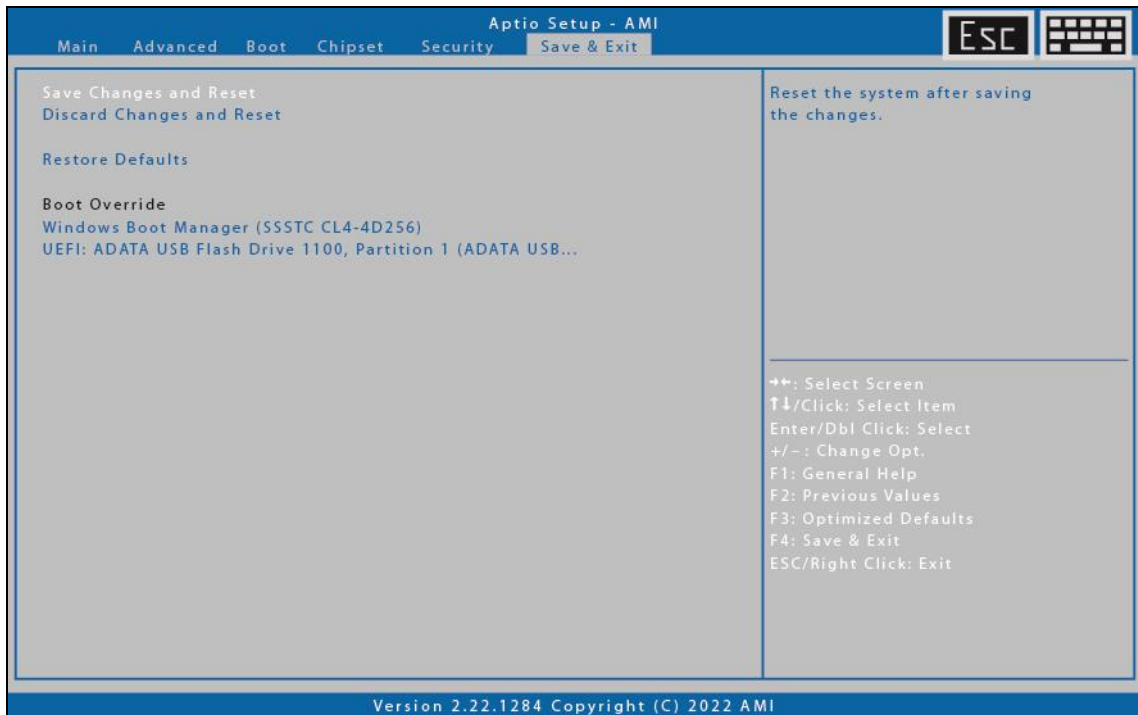 Aptio Setup - AMI
Main Advanced Boot Chipset Security Save & Exit
Esc
Save Changes and Reset
Discard Changes and Reset
Restore Defaults
Boot Override
Windows Boot Manager (SSSTC CL4-4D256)
UEFI: ADATA USB Flash Drive 1100, Partition 1 (ADATA USB...
Reset the system after saving
the changes.
→←: Select Screen
↑↓/Click: Select Item
Enter/Dbl Click: Select
+/−: Change Opt.
F1: General Help
F2: Previous Values
F3: Optimized Defaults
F4: Save & Exit
ESC/Right Click: Exit
Version 2.22.1284 Copyright (C) 2022 AMI